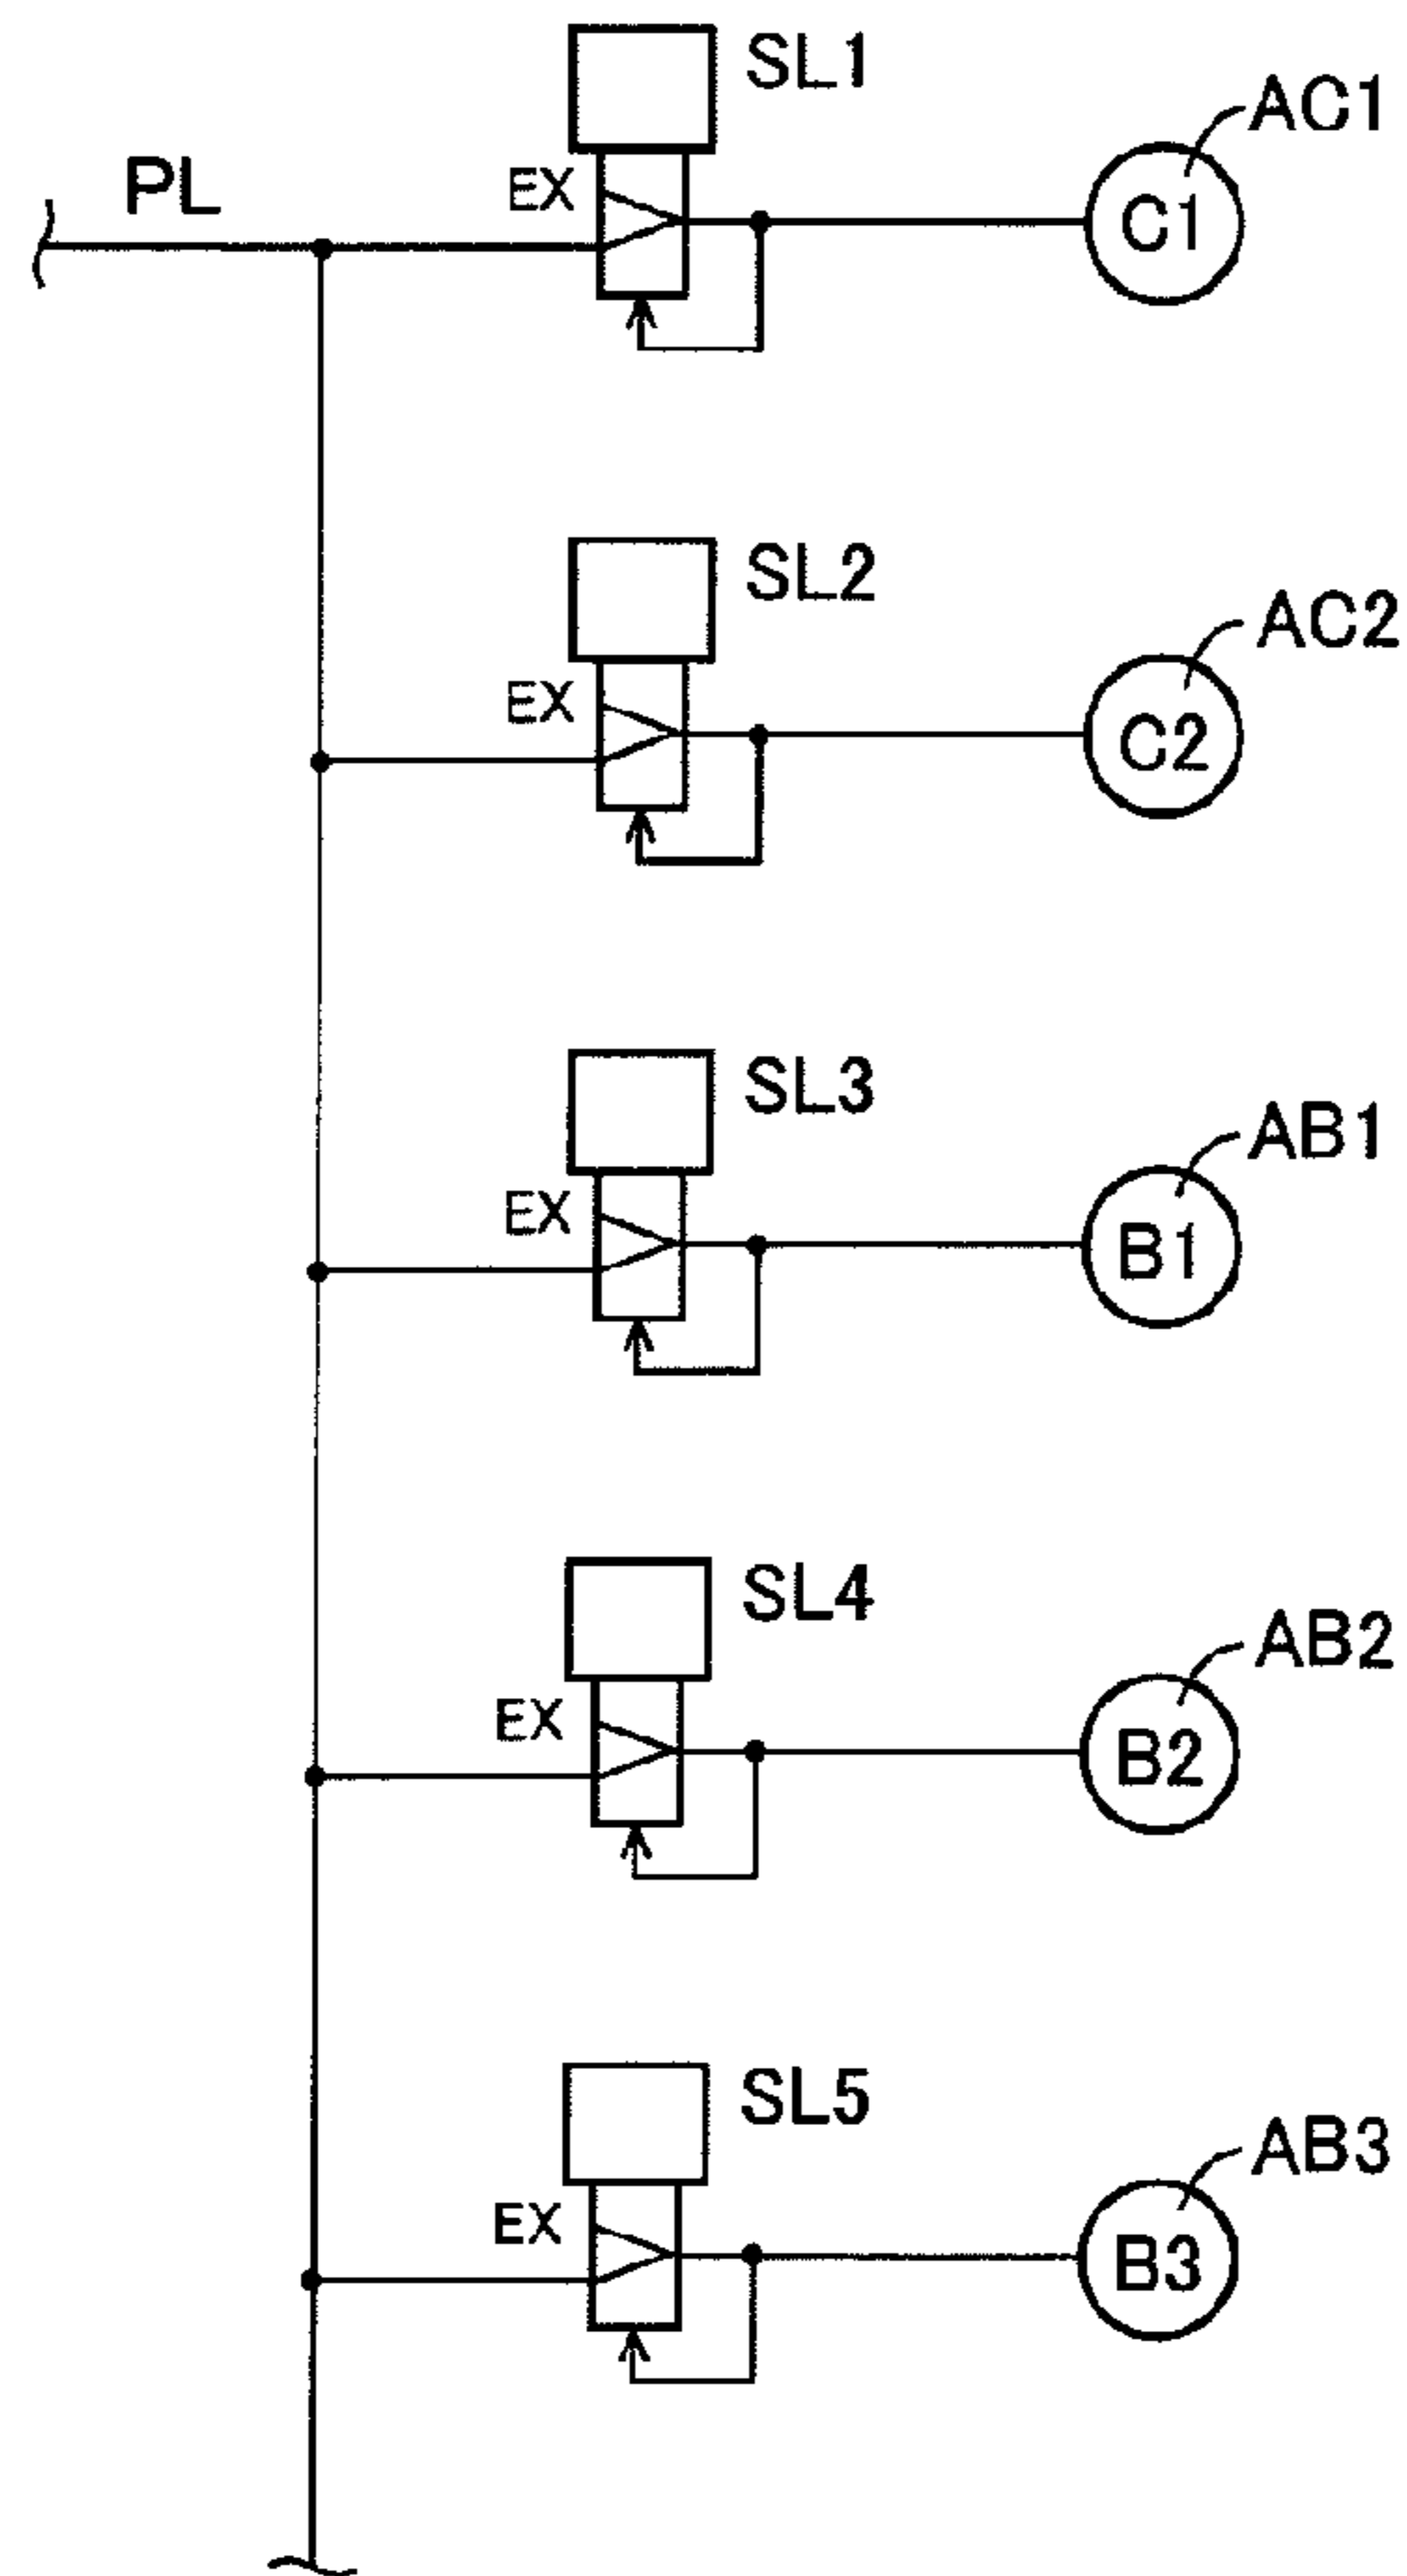 SL1
AC1
PL
EX
C1
SL2
AC2
EX
C2
SL3
AB1
EX
B1
SL4
AB2
EX
B2
SL5
AB3
EX
B3